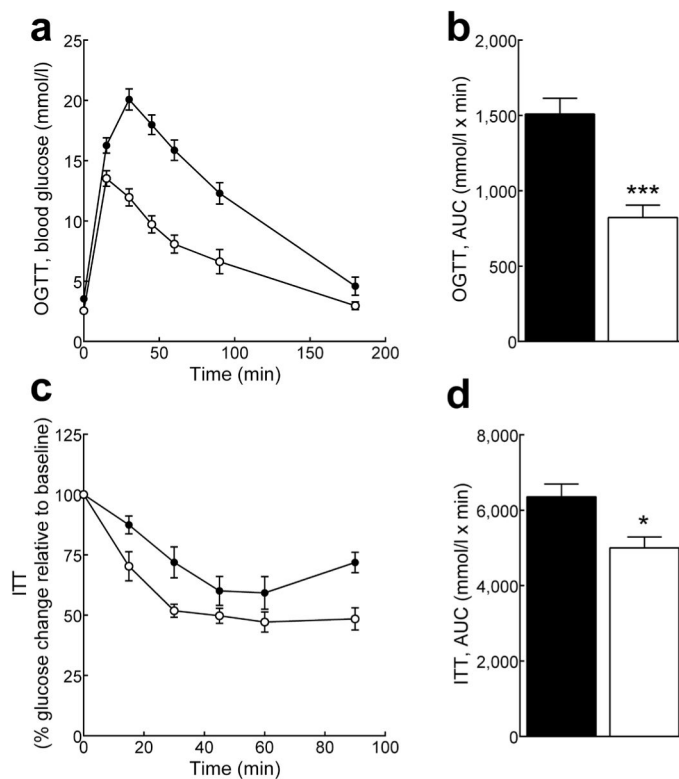 a
OGTT, blood glucose (mmol/l)
25
20
15
10
5
0
0 50 100 150 200
Time (min)
b
OGTT, AUC (mmol/l x min)
2,000
1,500
1,000
500
0
***
c
ITT
(% glucose change relative to baseline)
125
100
75
50
25
0
0 20 40 60 80 100
Time (min)
d
ITT, AUC (mmol/l x min)
8,000
6,000
4,000
2,000
0
*